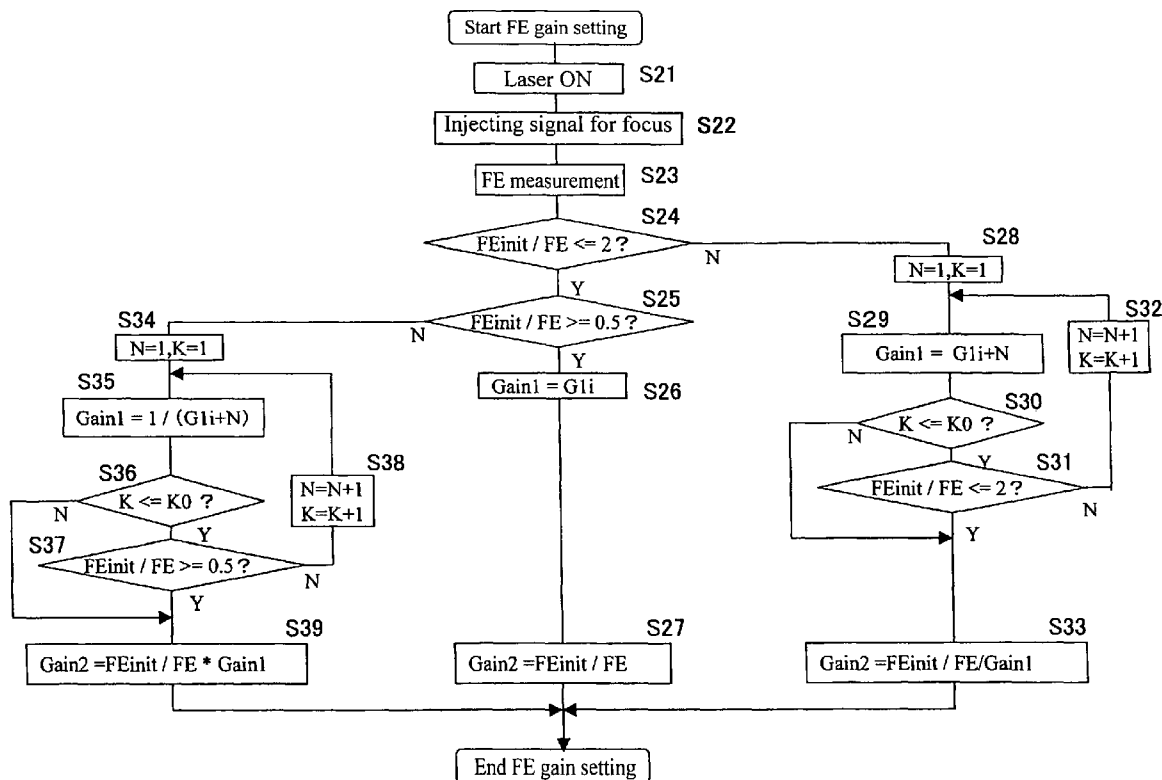 Start FE gain setting
Laser ON
S21
Injecting signal for focus
S22
FE measurement
S23
S24
FEinit / FE <= 2 ?
N
Y
S28
N=1,K=1
S25
FEinit / FE >= 0.5 ?
N
Y
S34
N=1,K=1
S32
N=N+1
K=K+1
S29
Gain1 = G1i+N
S26
Gain1 = G1i
S35
Gain1 = 1 / (G1i+N)
S30
K <= K0 ?
N
Y
S31
FEinit / FE <= 2 ?
N
Y
S36
K <= K0 ?
N
Y
S38
N=N+1
K=K+1
S37
FEinit / FE >= 0.5 ?
N
Y
S39
Gain2 =FEinit / FE * Gain1
S27
Gain2 =FEinit / FE
S33
Gain2 =FEinit / FE/Gain1
End FE gain setting